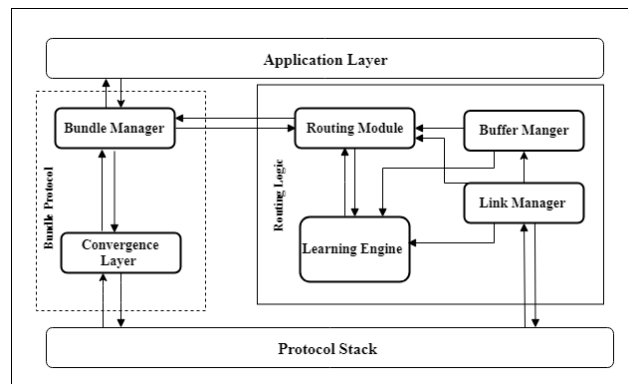 Application Layer
Bundle Protocol
Bundle Manager
Convergence
Layer
Routing Logic
Routing Module
Buffer Manger
Link Manager
Learning Engine
Protocol Stack